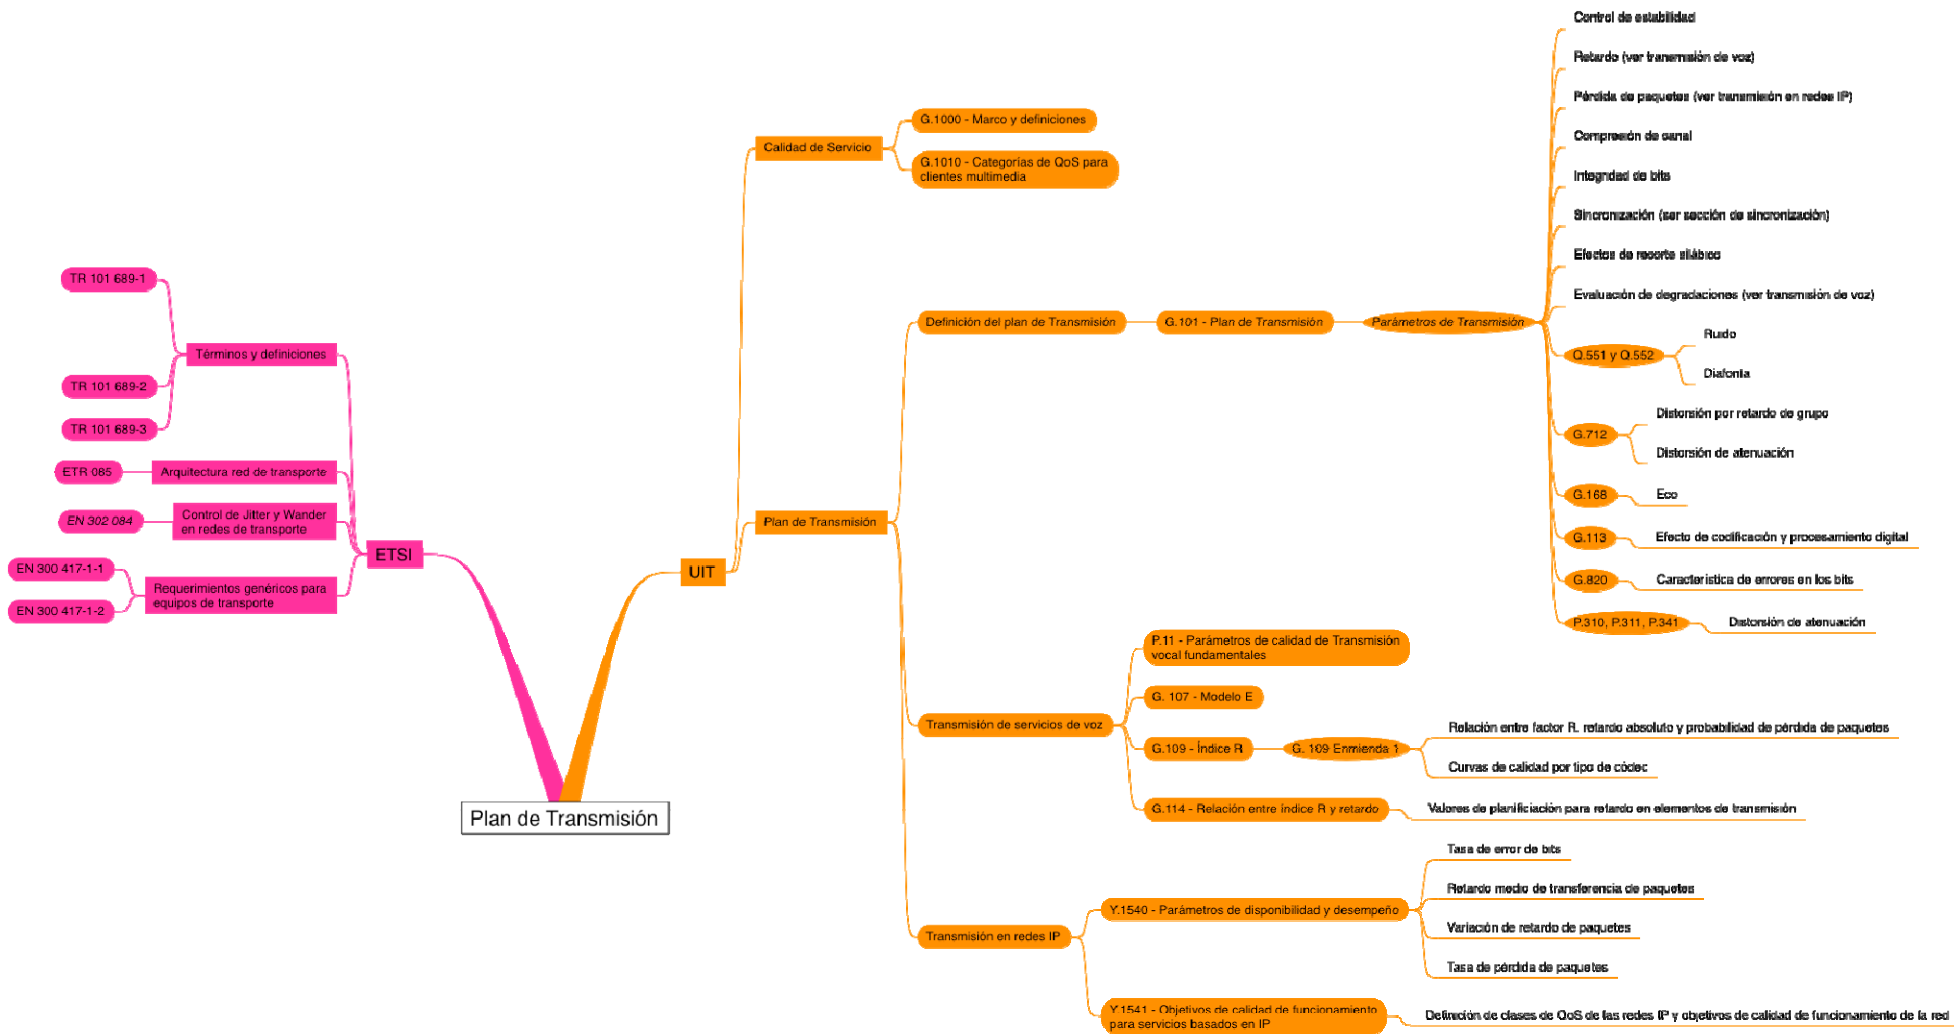 Plan de Transmisión
ETSI
Términos y definiciones
TR 101 689-1
TR 101 689-2
TR 101 689-3
Arquitectura red de transporte
ETR 085
Control de Jitter y Wander
en redes de transporte
EN 302 084
Requerimientos genéricos para
equipos de transporte
EN 300 417-1-1
EN 300 417-1-2
UIT
Calidad de Servicio
G.1000 - Marco y definiciones
G.1010 - Categorías de QoS para
clientes multimedia
Plan de Transmisión
Definición del plan de Transmisión
G.101 - Plan de Transmisión
Parámetros de Transmisión
Control de estabilidad
Retardo (ver transmisión de voz)
Pérdida de paquetes (ver transmisión en redes IP)
Compresión de canal
Integridad de bits
Sincronización (ser sección de sincronización)
Efectos de recorte silábico
Evaluación de degradaciones (ver transmisión de voz)
Q.551 y Q.552
Ruido
Diafonía
G.712
Distorsión por retardo de grupo
Distorsión de atenuación
G.168
Eco
G.113
Efecto de codificación y procesamiento digital
G.820
Característica de errores en los bits
P.310, P.311, P.341
Distorsión de atenuación
Transmisión de servicios de voz
P.11 - Parámetros de calidad de Transmisión
vocal fundamentales
G. 107 - Modelo E
G.109 - Índice R
G. 109 Enmienda 1
Relación entre factor R, retardo absoluto y probabilidad de pérdida de paquetes
Curvas de calidad por tipo de códec
G.114 - Relación entre índice R y retardo
Valores de planificiación para retardo en elementos de transmisión
Transmisión en redes IP
Y.1540 - Parámetros de disponibilidad y desempeño
Tasa de error de bits
Retardo medio de transferencia de paquetes
Variación de retardo de paquetes
Tasa de pérdida de paquetes
Y.1541 - Objetivos de calidad de funcionamiento
para servicios basados en IP
Definición de clases de QoS de las redes IP y objetivos de calidad de funcionamiento de la red